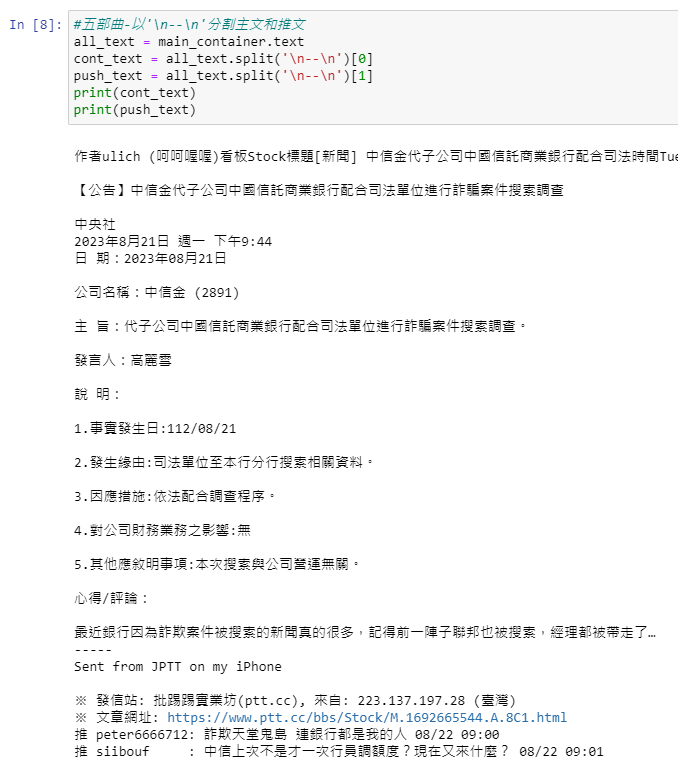 In [8]: #五部曲-以'\n--\n'分割主文和推文
all_text = main_container.text
cont_text = all_text.split('\n--\n')[0]
push_text = all_text.split('\n--\n')[1]
print(cont_text)
print(push_text)
作者ulich (呵呵喔喔)看板Stock標題[新聞] 中信金代子公司中國信託商業銀行配合司法時間Tue
【公告】中信金代子公司中國信託商業銀行配合司法單位進行詐騙案件搜索調查
中央社
2023年8月21日 週一 下午9:44
日 期：2023年08月21日
公司名稱：中信金 (2891)
主 旨：代子公司中國信託商業銀行配合司法單位進行詐騙案件搜索調查。
發言人：高麗雪
說 明：
1.事實發生日:112/08/21
2.發生緣由:司法單位至本行分行搜索相關資料。
3.因應措施:依法配合調查程序。
4.對公司財務業務之影響:無
5.其他應敘明事項:本次搜索與公司營運無關。
心得/評論：
最近銀行因為詐欺案件被搜索的新聞真的很多，記得前一陣子聯邦也被搜索，經理都被帶走了…
-----
Sent from JPTT on my iPhone
※ 發信站: 批踢踢實業坊(ptt.cc), 來自: 223.137.197.28 (臺灣)
※ 文章網址: https://www.ptt.cc/bbs/Stock/M.1692665544.A.8C1.html
推 peter6666712: 詐欺天堂鬼島 連銀行都是我的人 08/22 09:00
推 siibouf : 中信上次不是才一次行員調額度？現在又來什麼？ 08/22 09:01